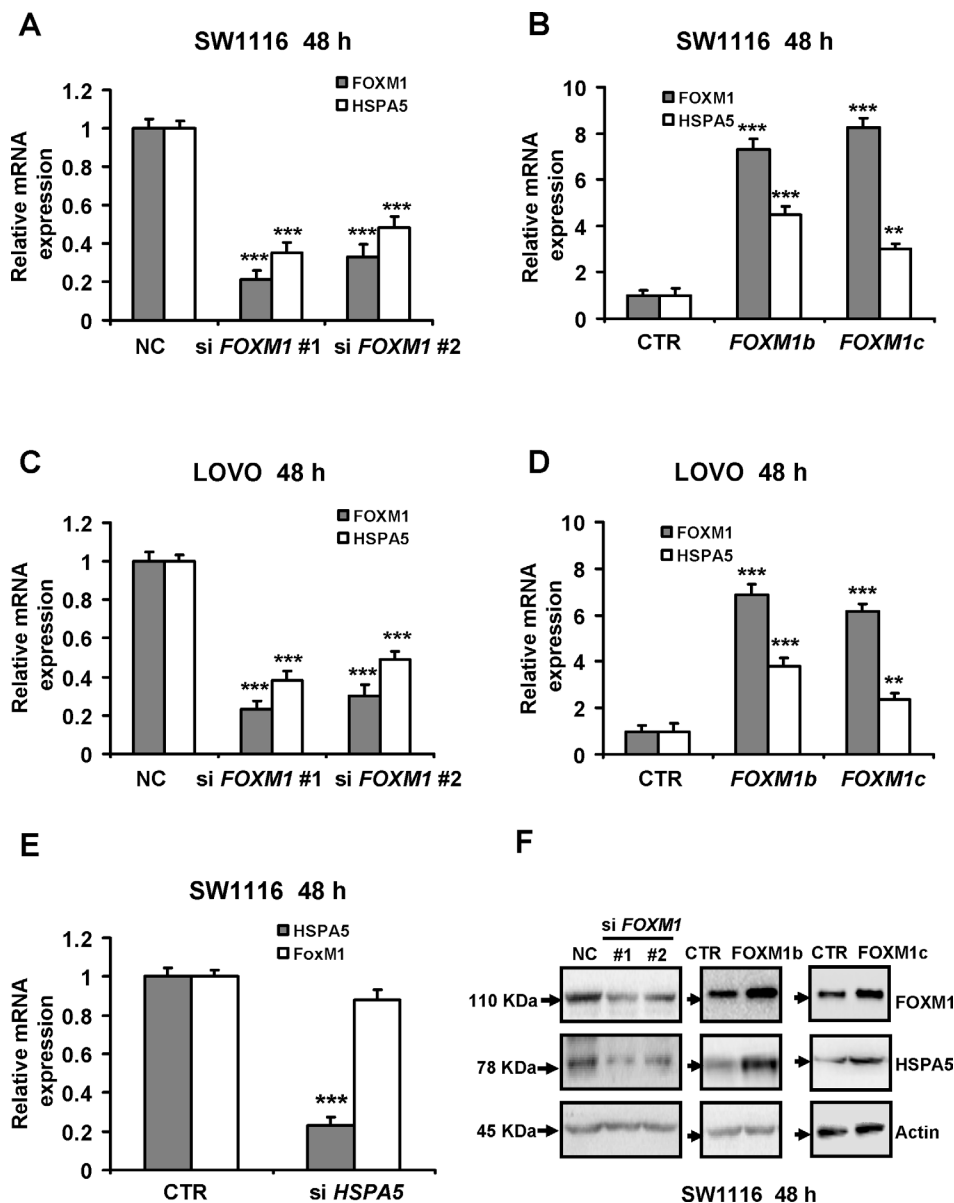 A
SW1116 48 h
FOXM1
HSPA5
Relative mRNA
expression
1.2
1
0.8
0.6
0.4
0.2
0
***
***
***
***
NC
si FOXM1 #1
si FOXM1 #2
B
SW1116 48 h
FOXM1
HSPA5
Relative mRNA
expression
10
8
6
4
2
0
***
***
***
**
CTR
FOXM1b
FOXM1c
C
LOVO 48 h
FOXM1
HSPA5
Relative mRNA
expression
1.2
1
0.8
0.6
0.4
0.2
0
***
***
***
***
NC
si FOXM1 #1
si FOXM1 #2
D
LOVO 48 h
FOXM1
HSPA5
Relative mRNA
expression
10
8
6
4
2
0
***
***
***
**
CTR
FOXM1b
FOXM1c
E
SW1116 48 h
HSPA5
FoxM1
Relative mRNA
expression
1.2
1
0.8
0.6
0.4
0.2
0
***
CTR
si HSPA5
F
si FOXM1
NC #1 #2
CTR FOXM1b
CTR FOXM1c
110 KDa
FOXM1
78 KDa
HSPA5
45 KDa
Actin
SW1116 48 h